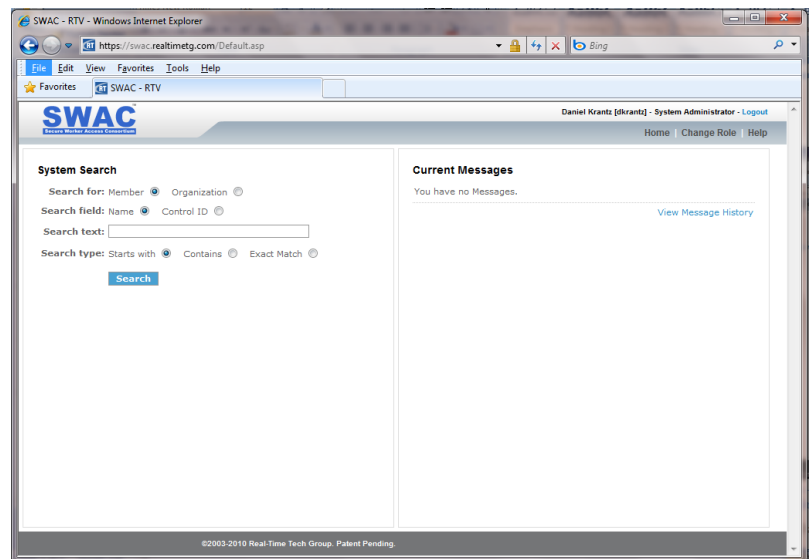 SWAC - RTV - Windows Internet Explorer
https://swac.realtimetg.com/Default.asp
Bing
File Edit View Favorites Tools Help
Favorites SWAC - RTV
SWAC
Secure Worker Access Consortium
Daniel Krantz [dkrantz] - System Administrator - Logout
Home | Change Role | Help
System Search
Search for: Member Organization
Search field: Name Control ID
Search text:
Search type: Starts with Contains Exact Match
Search
Current Messages
You have no Messages.
View Message History
©2003-2010 Real-Time Tech Group. Patent Pending.